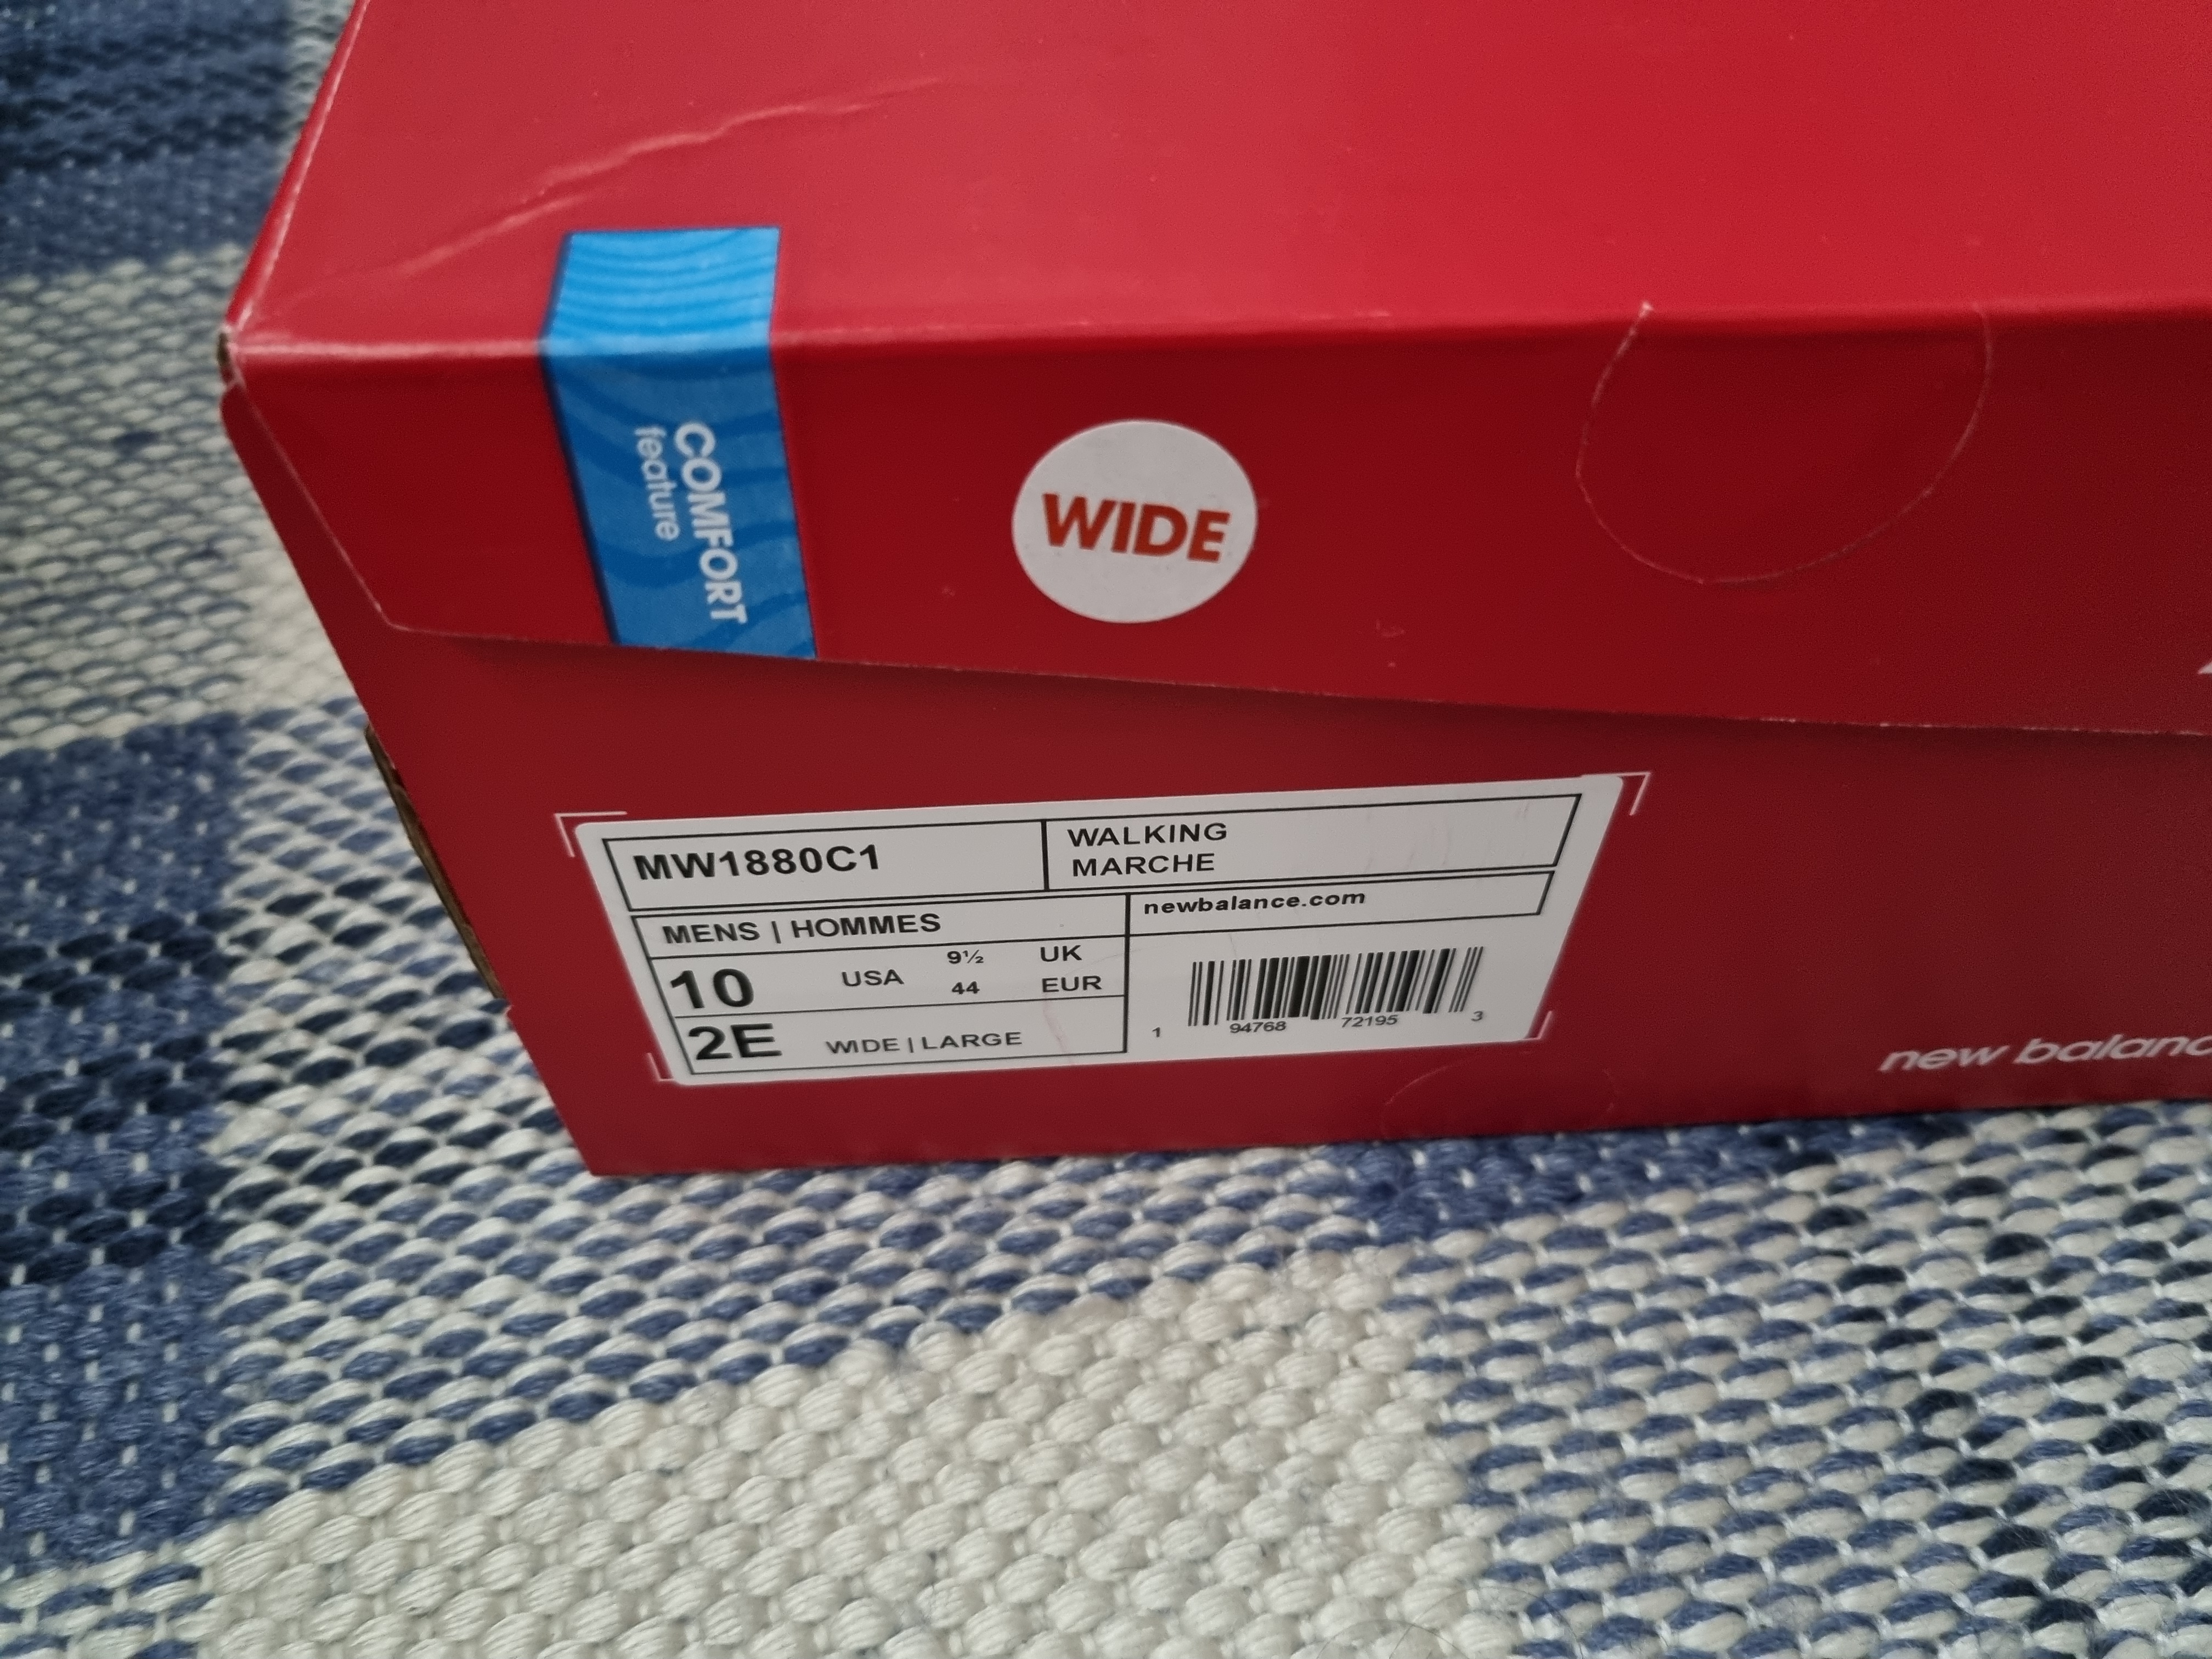 COMFORT
feature
WIDE
MW1880C1
WALKING
MARCHE
MENS | HOMMES
newbalance.com
10 USA 9½ UK
44 EUR
2E WIDE | LARGE
1 94768 72195 3
new balanc